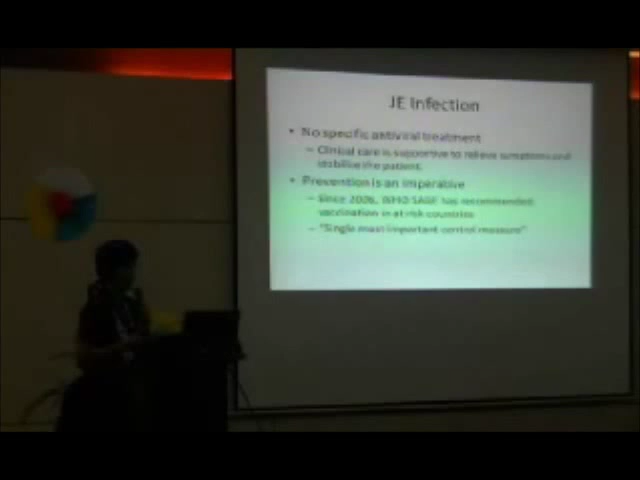 JE Infection
• No specific antiviral treatment
– Clinical care is supportive to relieve symptoms and
stabilise the patient.
• Prevention is an imperative
– Since 2006, WHO SAGE has recommended
vaccination in at risk countries
– "Single most important control measure"